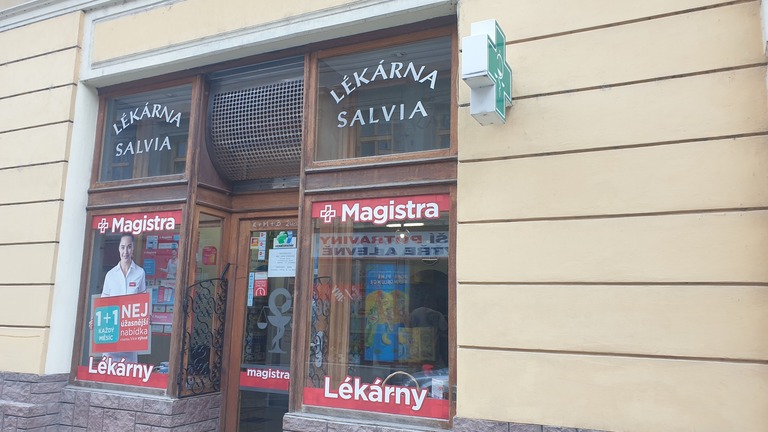 LÉKÁRNA
SALVIA
LÉKÁRNA
SALVIA
Magistra
1+1
KAŽDÝ
MĚSÍC
NEJ
úžasnější
nabídka
Lékárny
magistra
Magistra
Lékárny